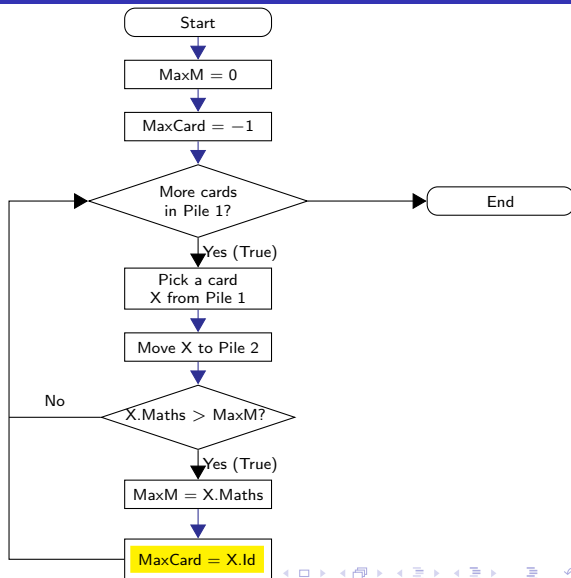 Start
MaxM = 0
MaxCard = −1
More cards
in Pile 1?
End
Yes (True)
Pick a card
X from Pile 1
Move X to Pile 2
No
X.Maths > MaxM?
Yes (True)
MaxM = X.Maths
MaxCard = X.Id